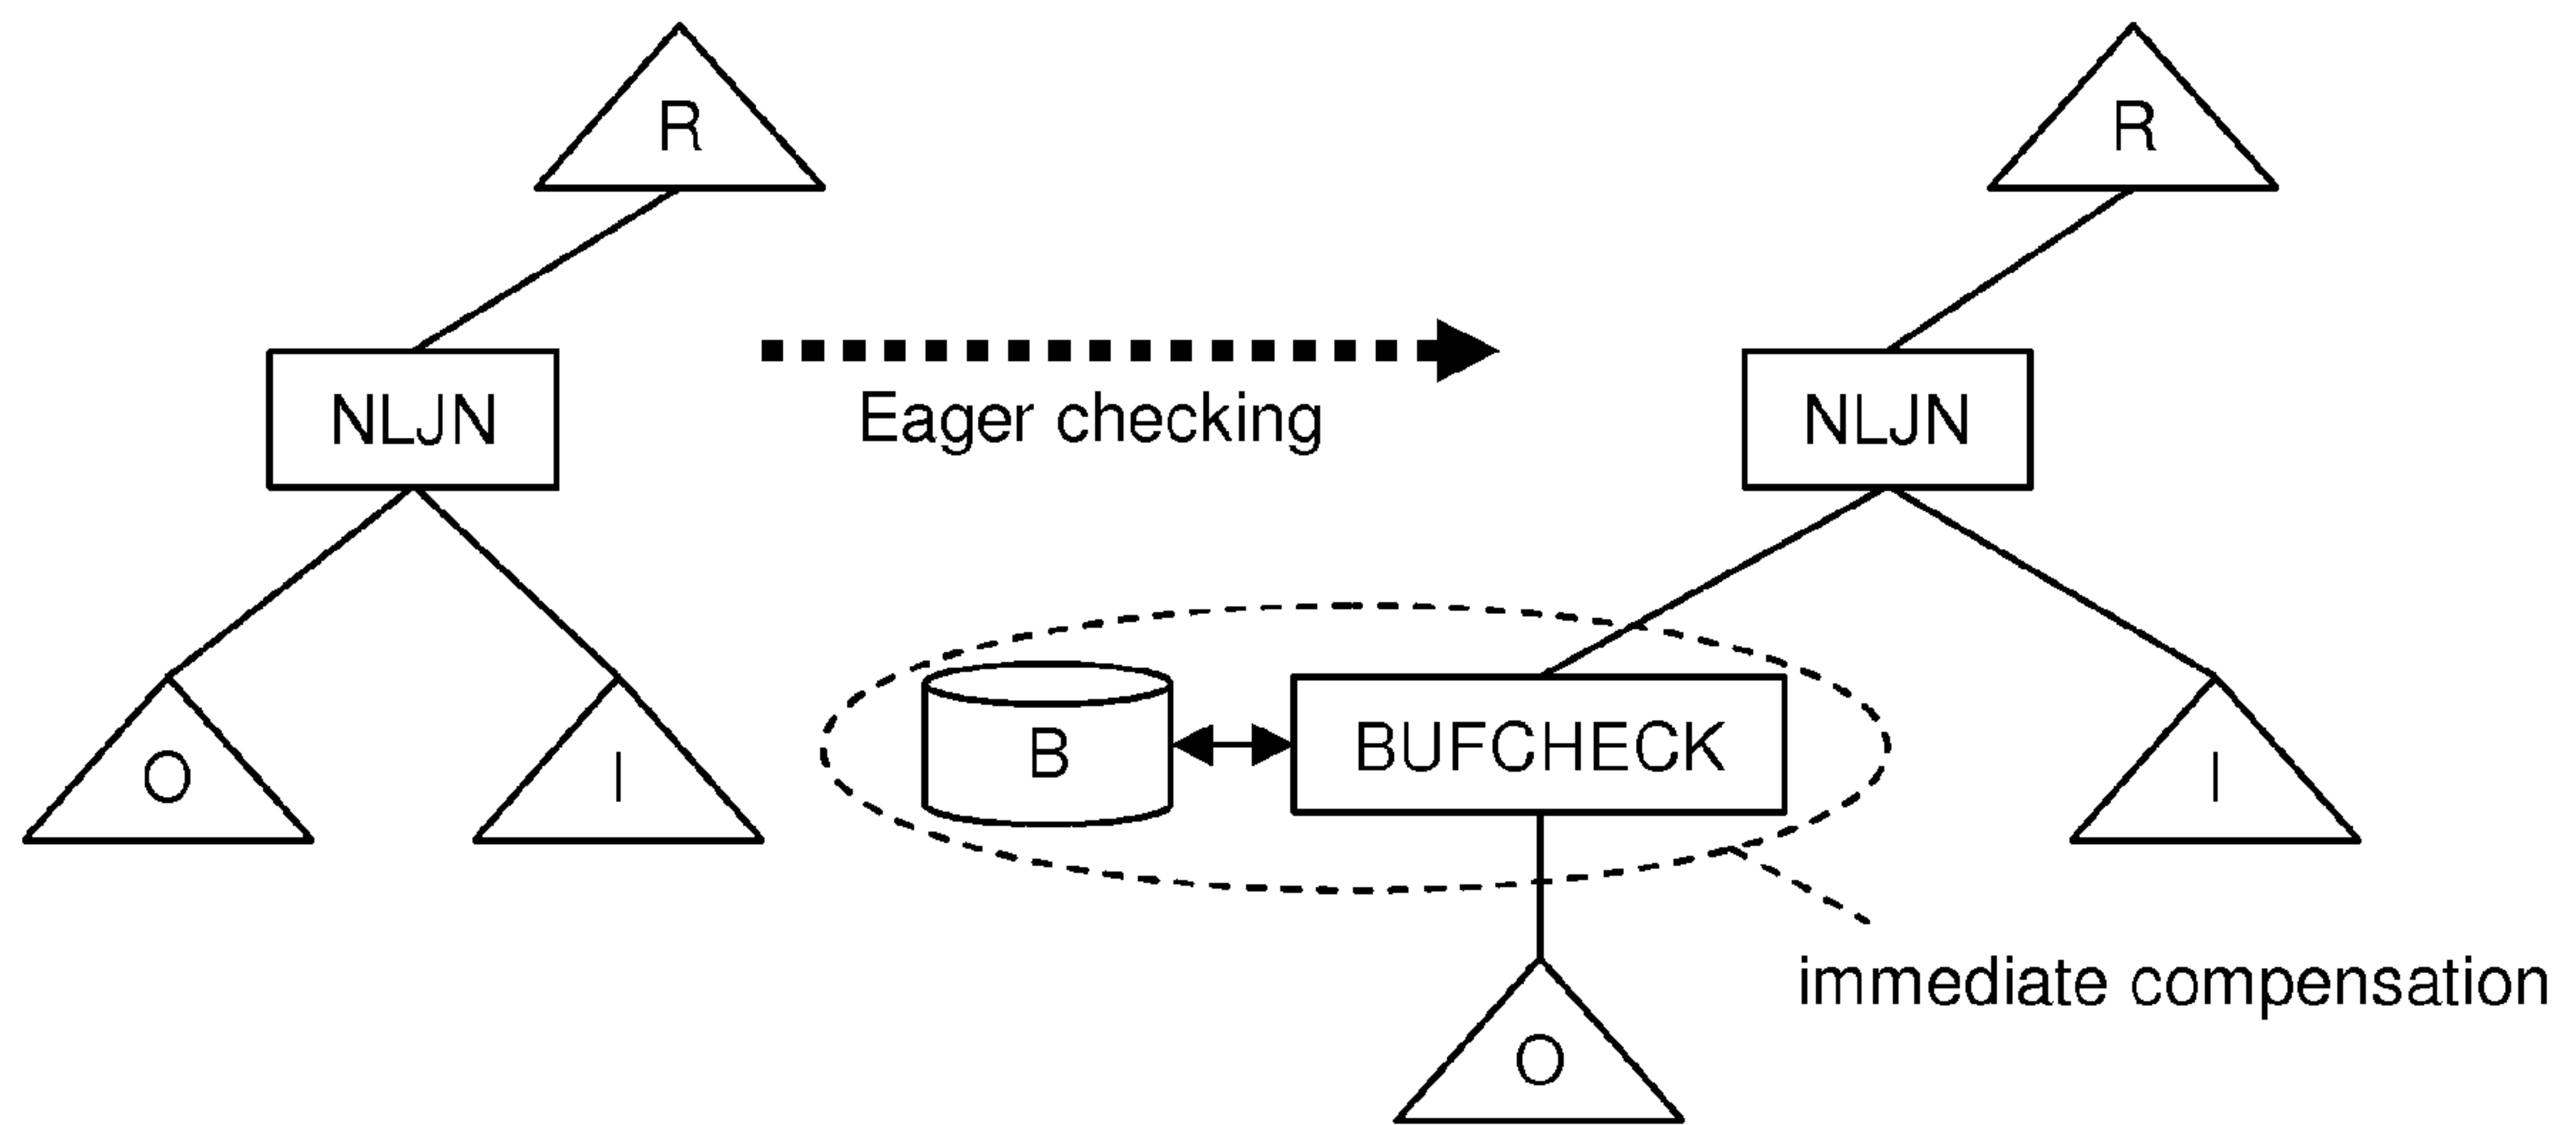 R
R
NLJN
Eager checking
NLJN
O
I
B
BUFCHECK
I
immediate compensation
O